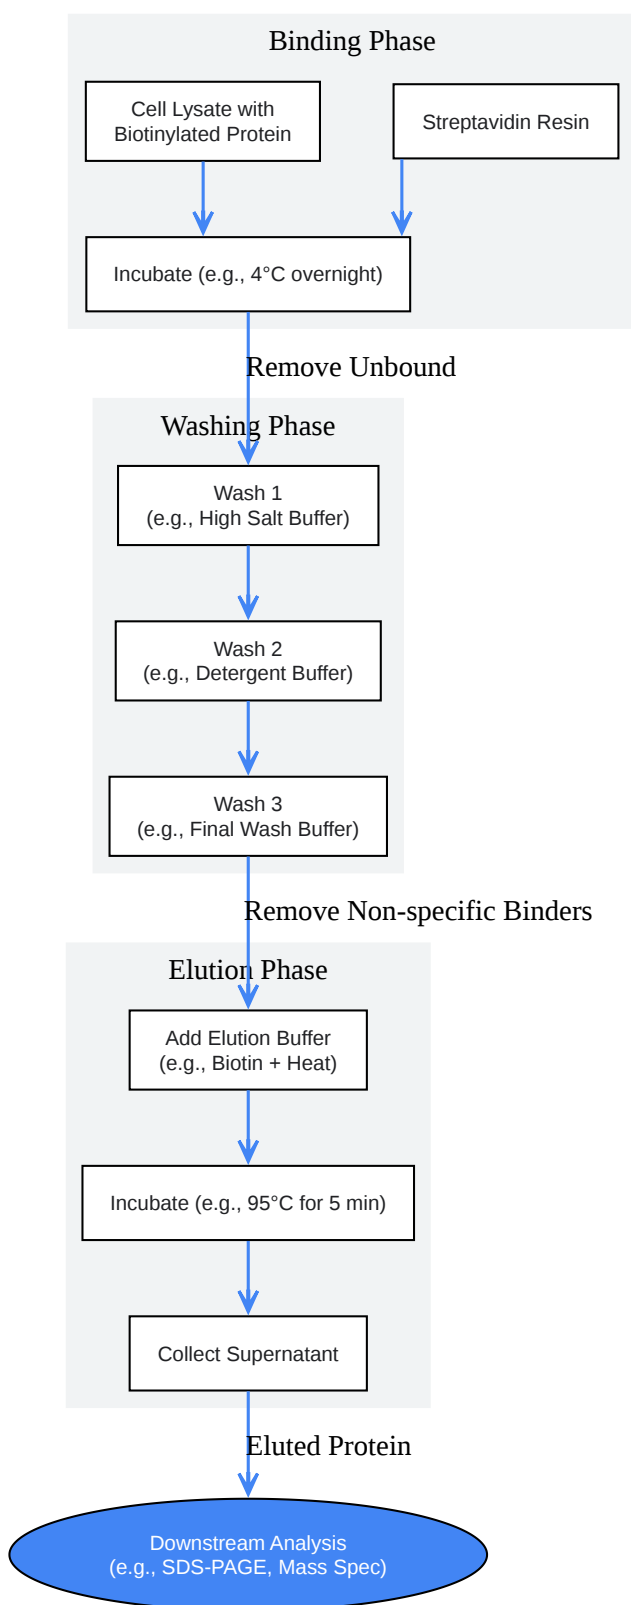 Binding Phase
Cell Lysate with
Biotinylated Protein
Streptavidin Resin
Incubate (e.g., 4°C overnight)
Remove Unbound
Washing Phase
Wash 1
(e.g., High Salt Buffer)
Wash 2
(e.g., Detergent Buffer)
Wash 3
(e.g., Final Wash Buffer)
Remove Non-specific Binders
Elution Phase
Add Elution Buffer
(e.g., Biotin + Heat)
Incubate (e.g., 95°C for 5 min)
Collect Supernatant
Eluted Protein
Downstream Analysis
(e.g., SDS-PAGE, Mass Spec)